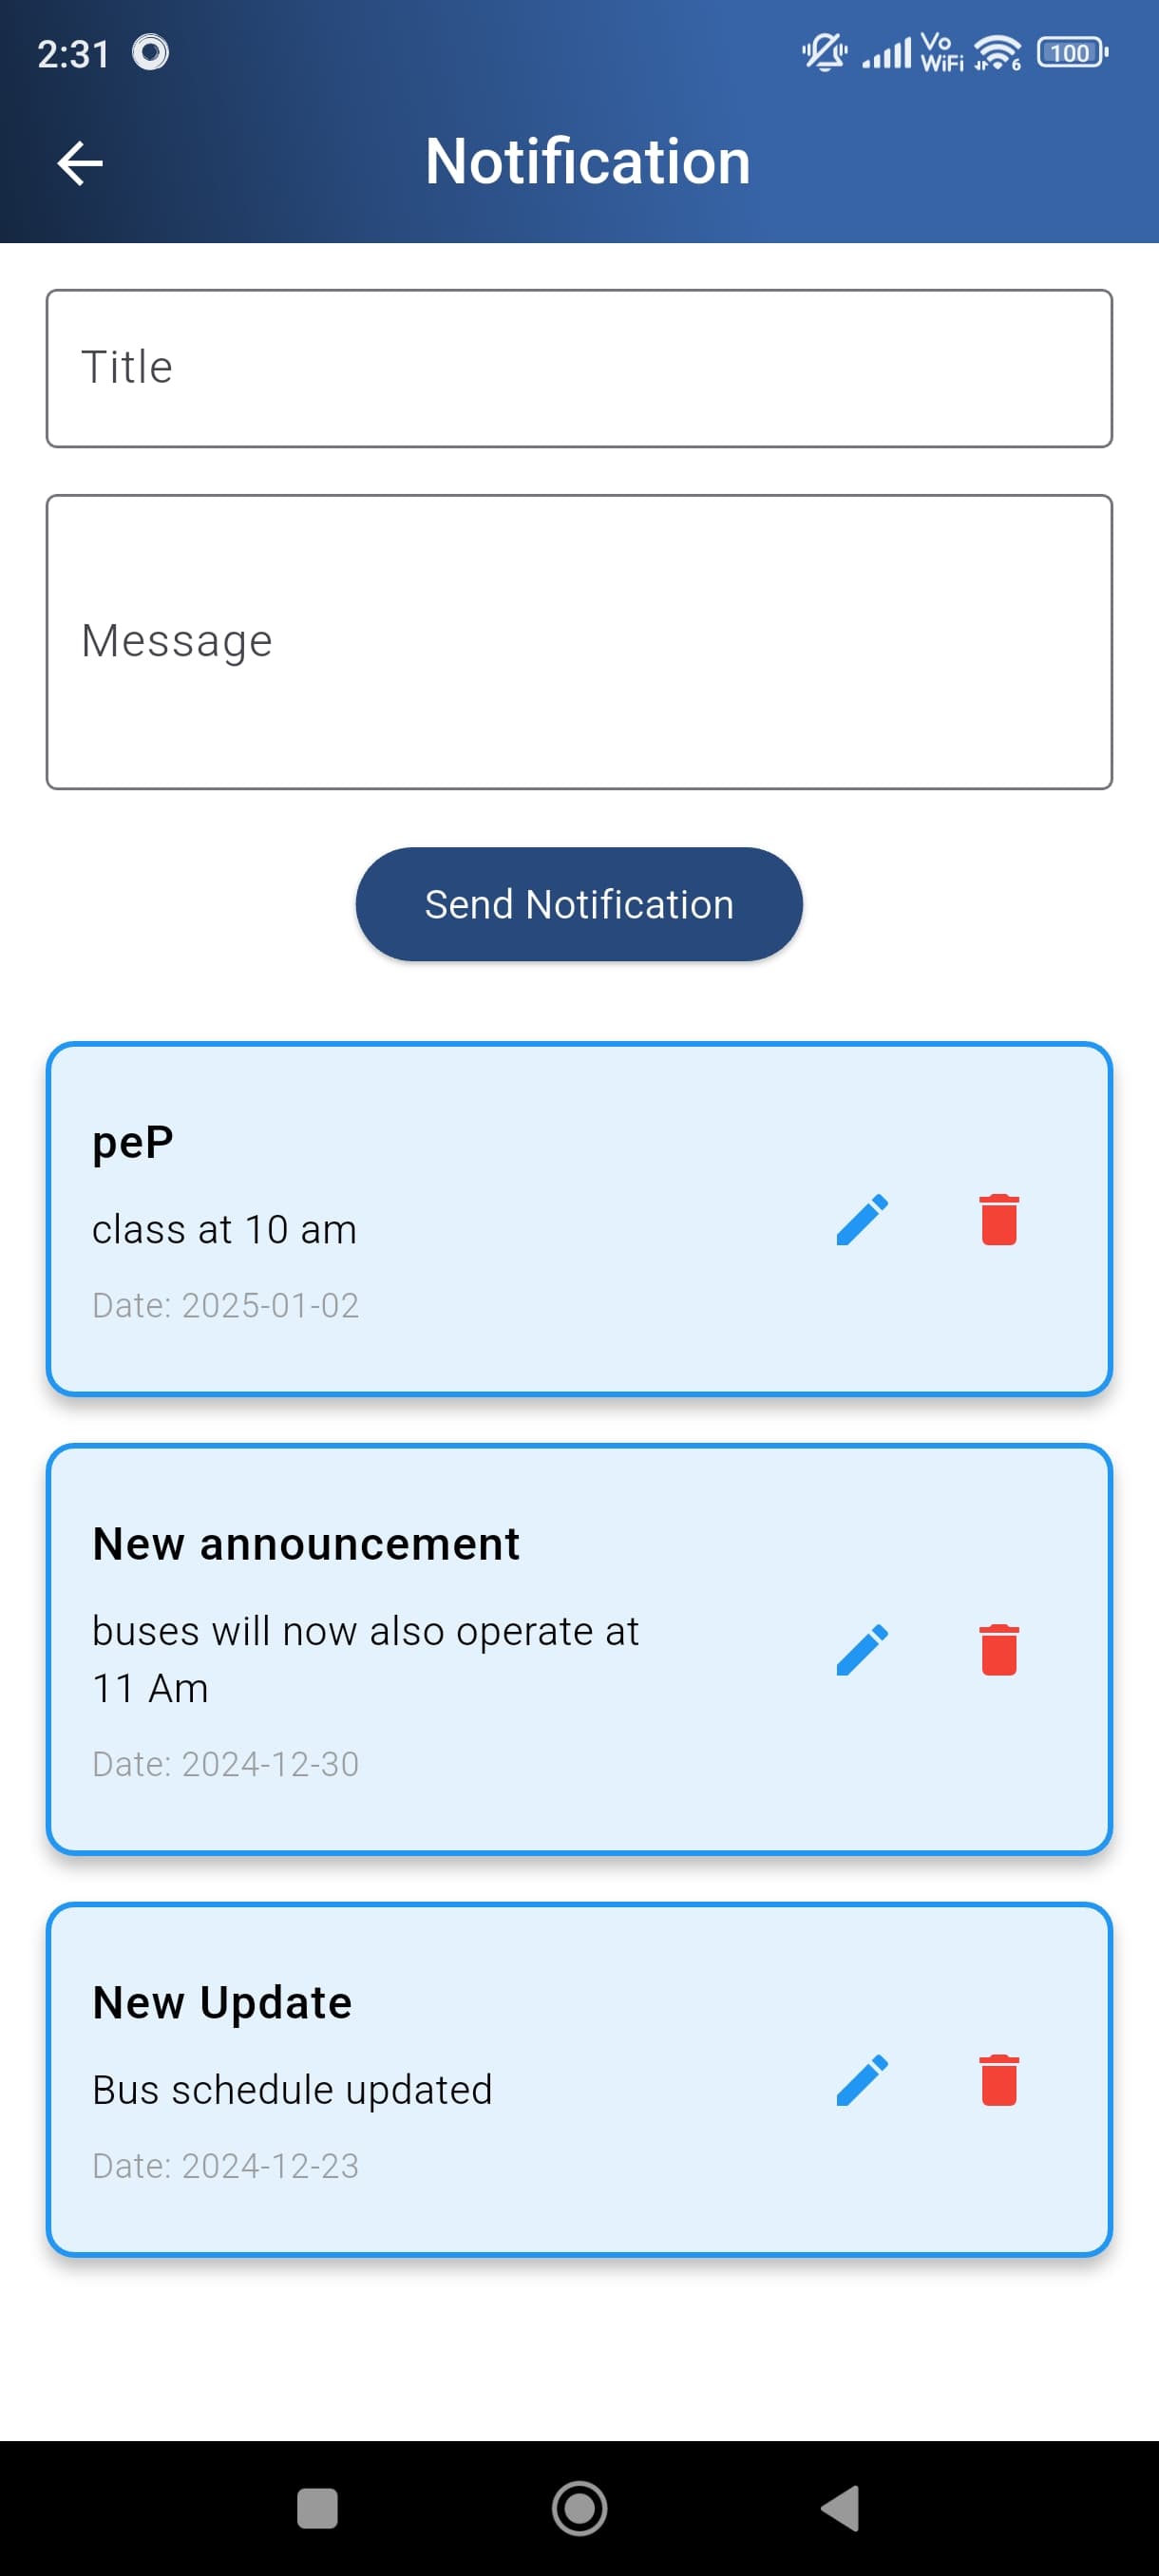 2:31
Vo
WiFi
6
100
Notification
Title
Message
Send Notification
peP
class at 10 am
Date: 2025-01-02
New announcement
buses will now also operate at
11 Am
Date: 2024-12-30
New Update
Bus schedule updated
Date: 2024-12-23